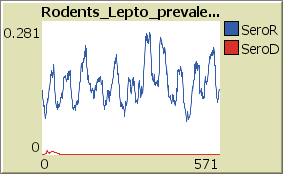 Rodents_Lepto_prevale...
0.281
SeroR
SeroD
0
0
571